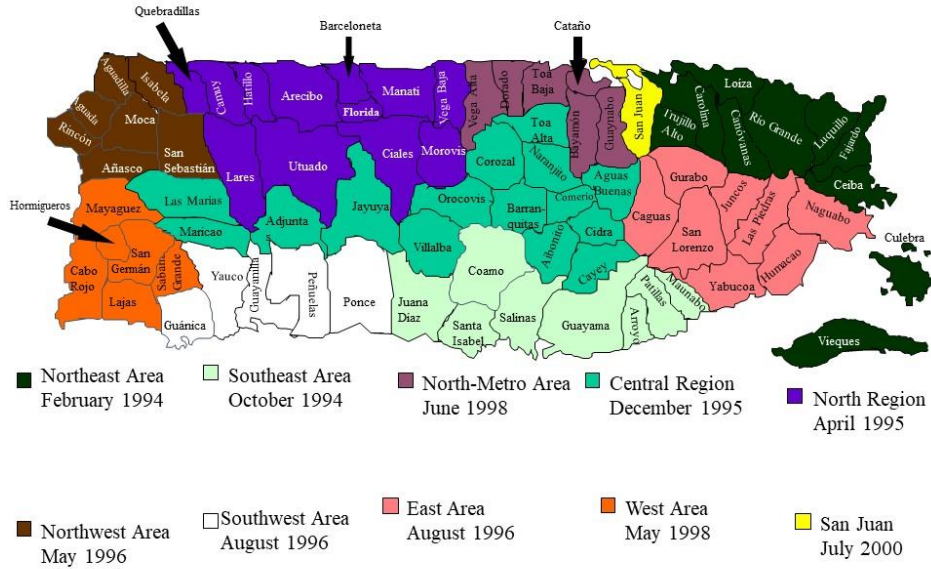 Quebradillas
Barceloneta
Cataño
Aguadilla
Isabela
Camuy
Hatillo
Arecibo
Florida
Manati
Vega Baja
Vega Alta
Dorado
Toa
Baja
Bayamón
Guaynabo
San Juan
Trujillo
Alto
Carolina
Loiza
Canóvanas
Río Grande
Luquillo
Fajardo
Ceiba
Aguada
Rincón
Moca
Añasco
San
Sebastián
Lares
Utuado
Ciales
Morovis
Toa
Alta
Corozal
Naranjito
Aguas
Buenas
Gurabo
Juncos
Las Piedras
Naguabo
Hormigueros
Mayaguez
Las Marias
Maricao
Adjunta
s
Jayuya
Orocovis
Barran-
quitas
Comerio
Cidra
Caguas
San
Lorenzo
Humacao
Yabucoa
Culebra
Villalba
Aibonito
Cayey
Cabo
Rojo
San
Germán
Sabana
Grande
Lajas
Guánica
Yauco
Guayanilla
Peñuelas
Ponce
Juana
Diaz
Coamo
Santa
Isabel
Salinas
Guayama
Arroyo
Patillas
Maunabo
Vieques
Northeast Area
February 1994
Southeast Area
October 1994
North-Metro Area
June 1998
Central Region
December 1995
North Region
April 1995
Northwest Area
May 1996
Southwest Area
August 1996
East Area
August 1996
West Area
May 1998
San Juan
July 2000